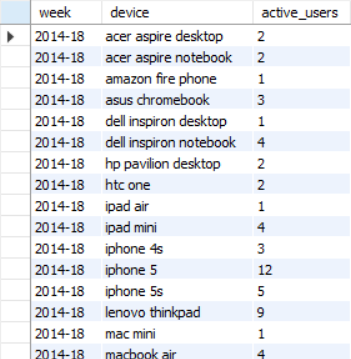 week device active_users
2014-18 acer aspire desktop 2
2014-18 acer aspire notebook 2
2014-18 amazon fire phone 1
2014-18 asus chromebook 3
2014-18 dell inspiron desktop 1
2014-18 dell inspiron notebook 4
2014-18 hp pavilion desktop 2
2014-18 htc one 2
2014-18 ipad air 1
2014-18 ipad mini 4
2014-18 iphone 4s 3
2014-18 iphone 5 12
2014-18 iphone 5s 5
2014-18 lenovo thinkpad 9
2014-18 mac mini 1
2014-18 macbook air 4